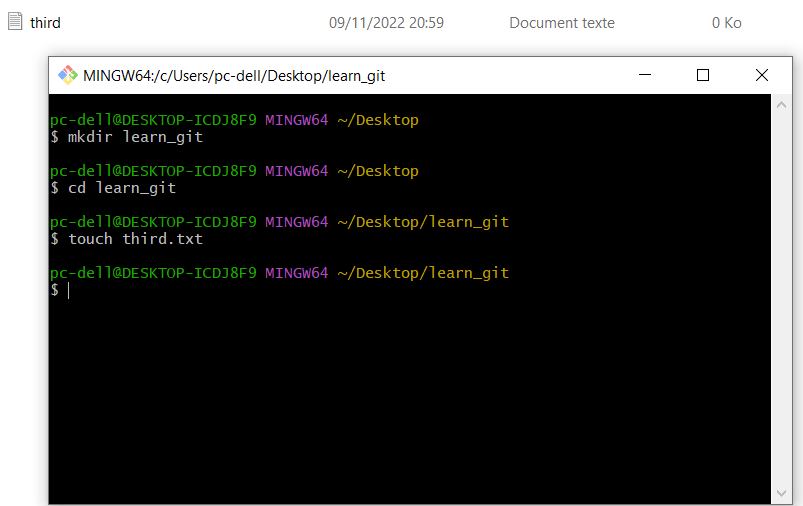 third 09/11/2022 20:59 Document texte 0 Ko
MINGW64:/c/Users/pc-dell/Desktop/learn_git
pc-dell@DESKTOP-ICDJ8F9 MINGW64 ~/Desktop
$ mkdir learn_git
pc-dell@DESKTOP-ICDJ8F9 MINGW64 ~/Desktop
$ cd learn_git
pc-dell@DESKTOP-ICDJ8F9 MINGW64 ~/Desktop/learn_git
$ touch third.txt
pc-dell@DESKTOP-ICDJ8F9 MINGW64 ~/Desktop/learn_git
$